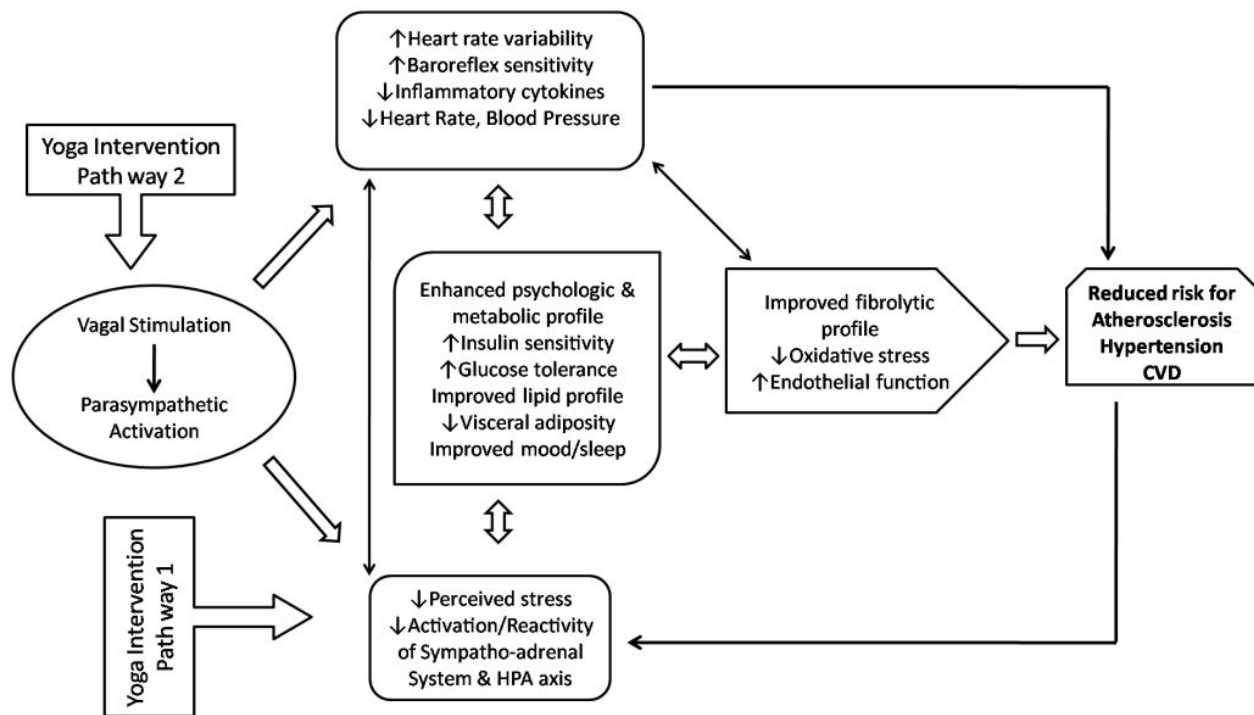 ↑Heart rate variability
↑Baroreflex sensitivity
↓Inflammatory cytokines
↓Heart Rate, Blood Pressure
Yoga Intervention
Path way 2
Vagal Stimulation
Parasympathetic
Activation
Enhanced psychologic &
metabolic profile
↑Insulin sensitivity
↑Glucose tolerance
Improved lipid profile
↓Visceral adiposity
Improved mood/sleep
Improved fibrolytic
profile
↓Oxidative stress
↑Endothelial function
Reduced risk for
Atherosclerosis
Hypertension
CVD
Yoga Intervention
Path way 1
↓Perceived stress
↓Activation/Reactivity
of Sympatho-adrenal
System & HPA axis